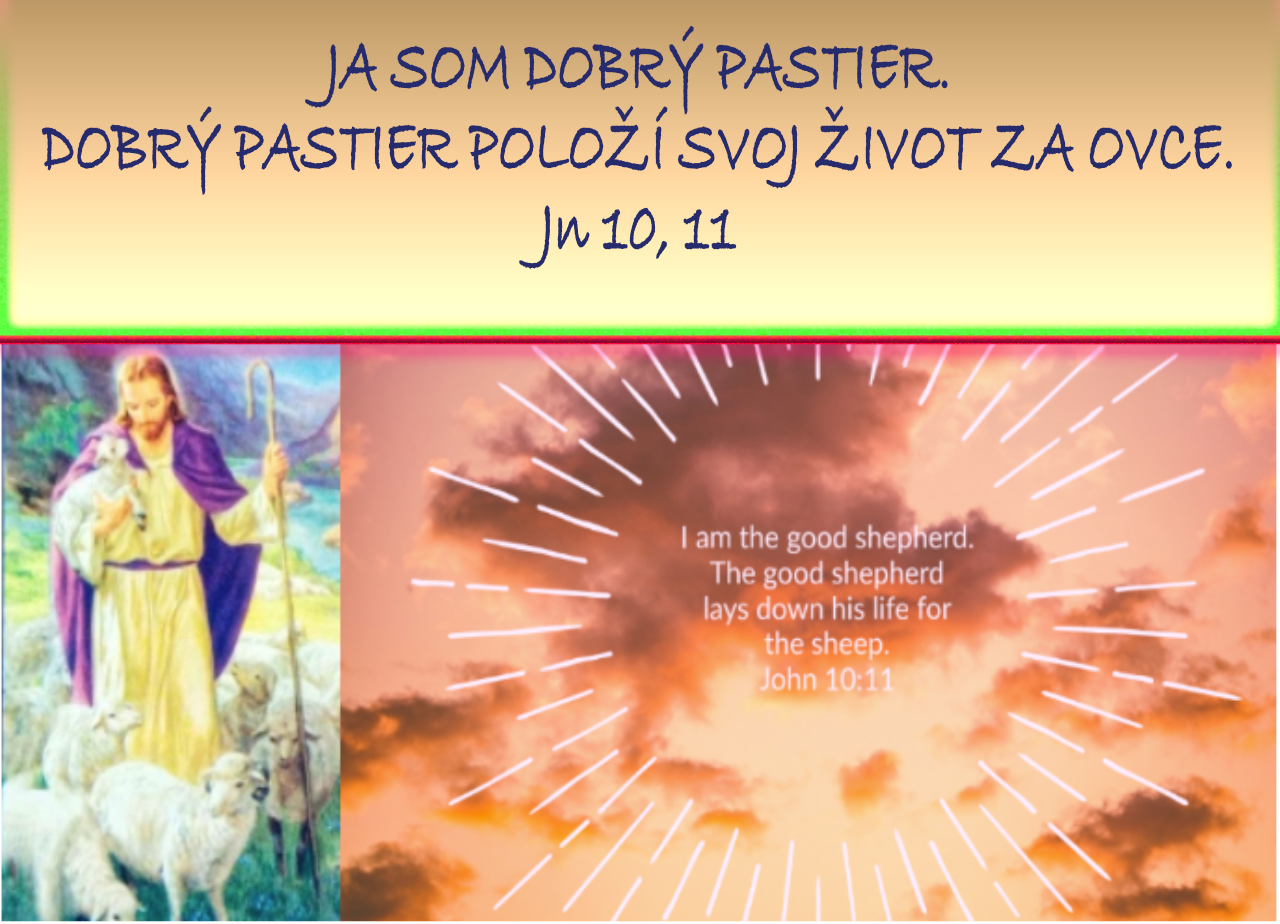 JA SOM DOBRÝ PASTIER.
DOBRÝ PASTIER POLOŽÍ SVOJ ŽIVOT ZA OVCE.
Jn 10, 11
I am the good shepherd.
The good shepherd
lays down his life for
the sheep.
John 10:11